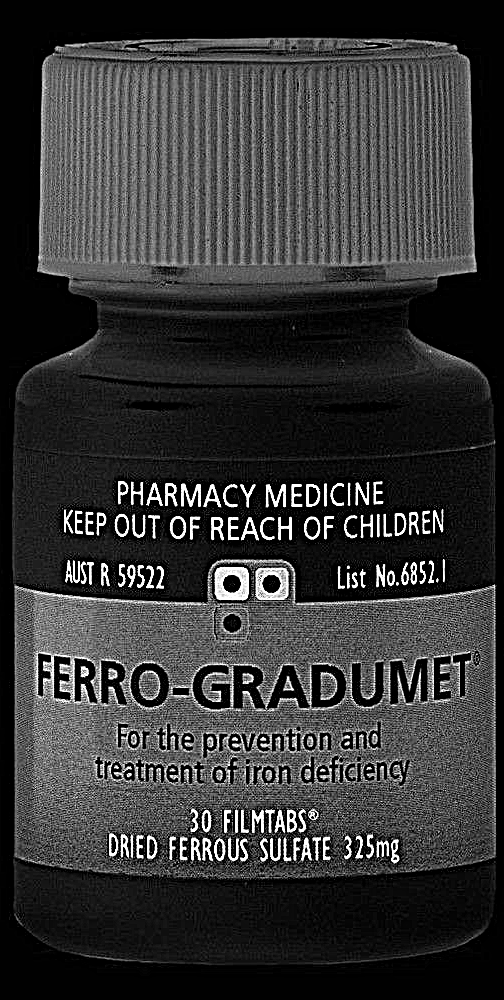 PHARMACY MEDICINE
KEEP OUT OF REACH OF CHILDREN
AUST R 59522 List No.6852.1
FERRO-GRADUMET®
For the prevention and
treatment of iron deficiency
30 FILMTABS®
DRIED FERROUS SULFATE 325mg